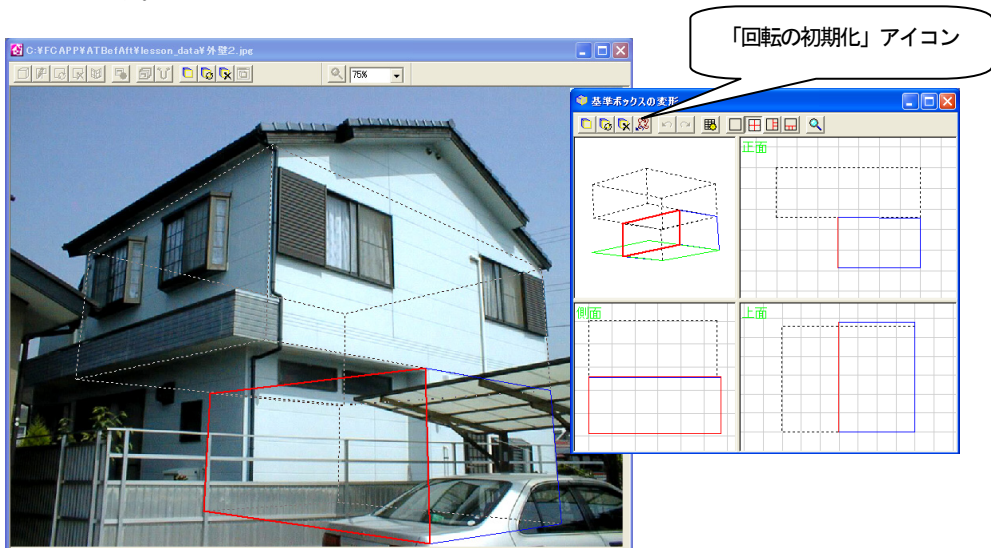 「回転の初期化」アイコン
C:¥FCAPP¥ATBefAft¥lesson_data¥外壁2.jpg
75%
基準ボックスの変形
正面
側面
上面